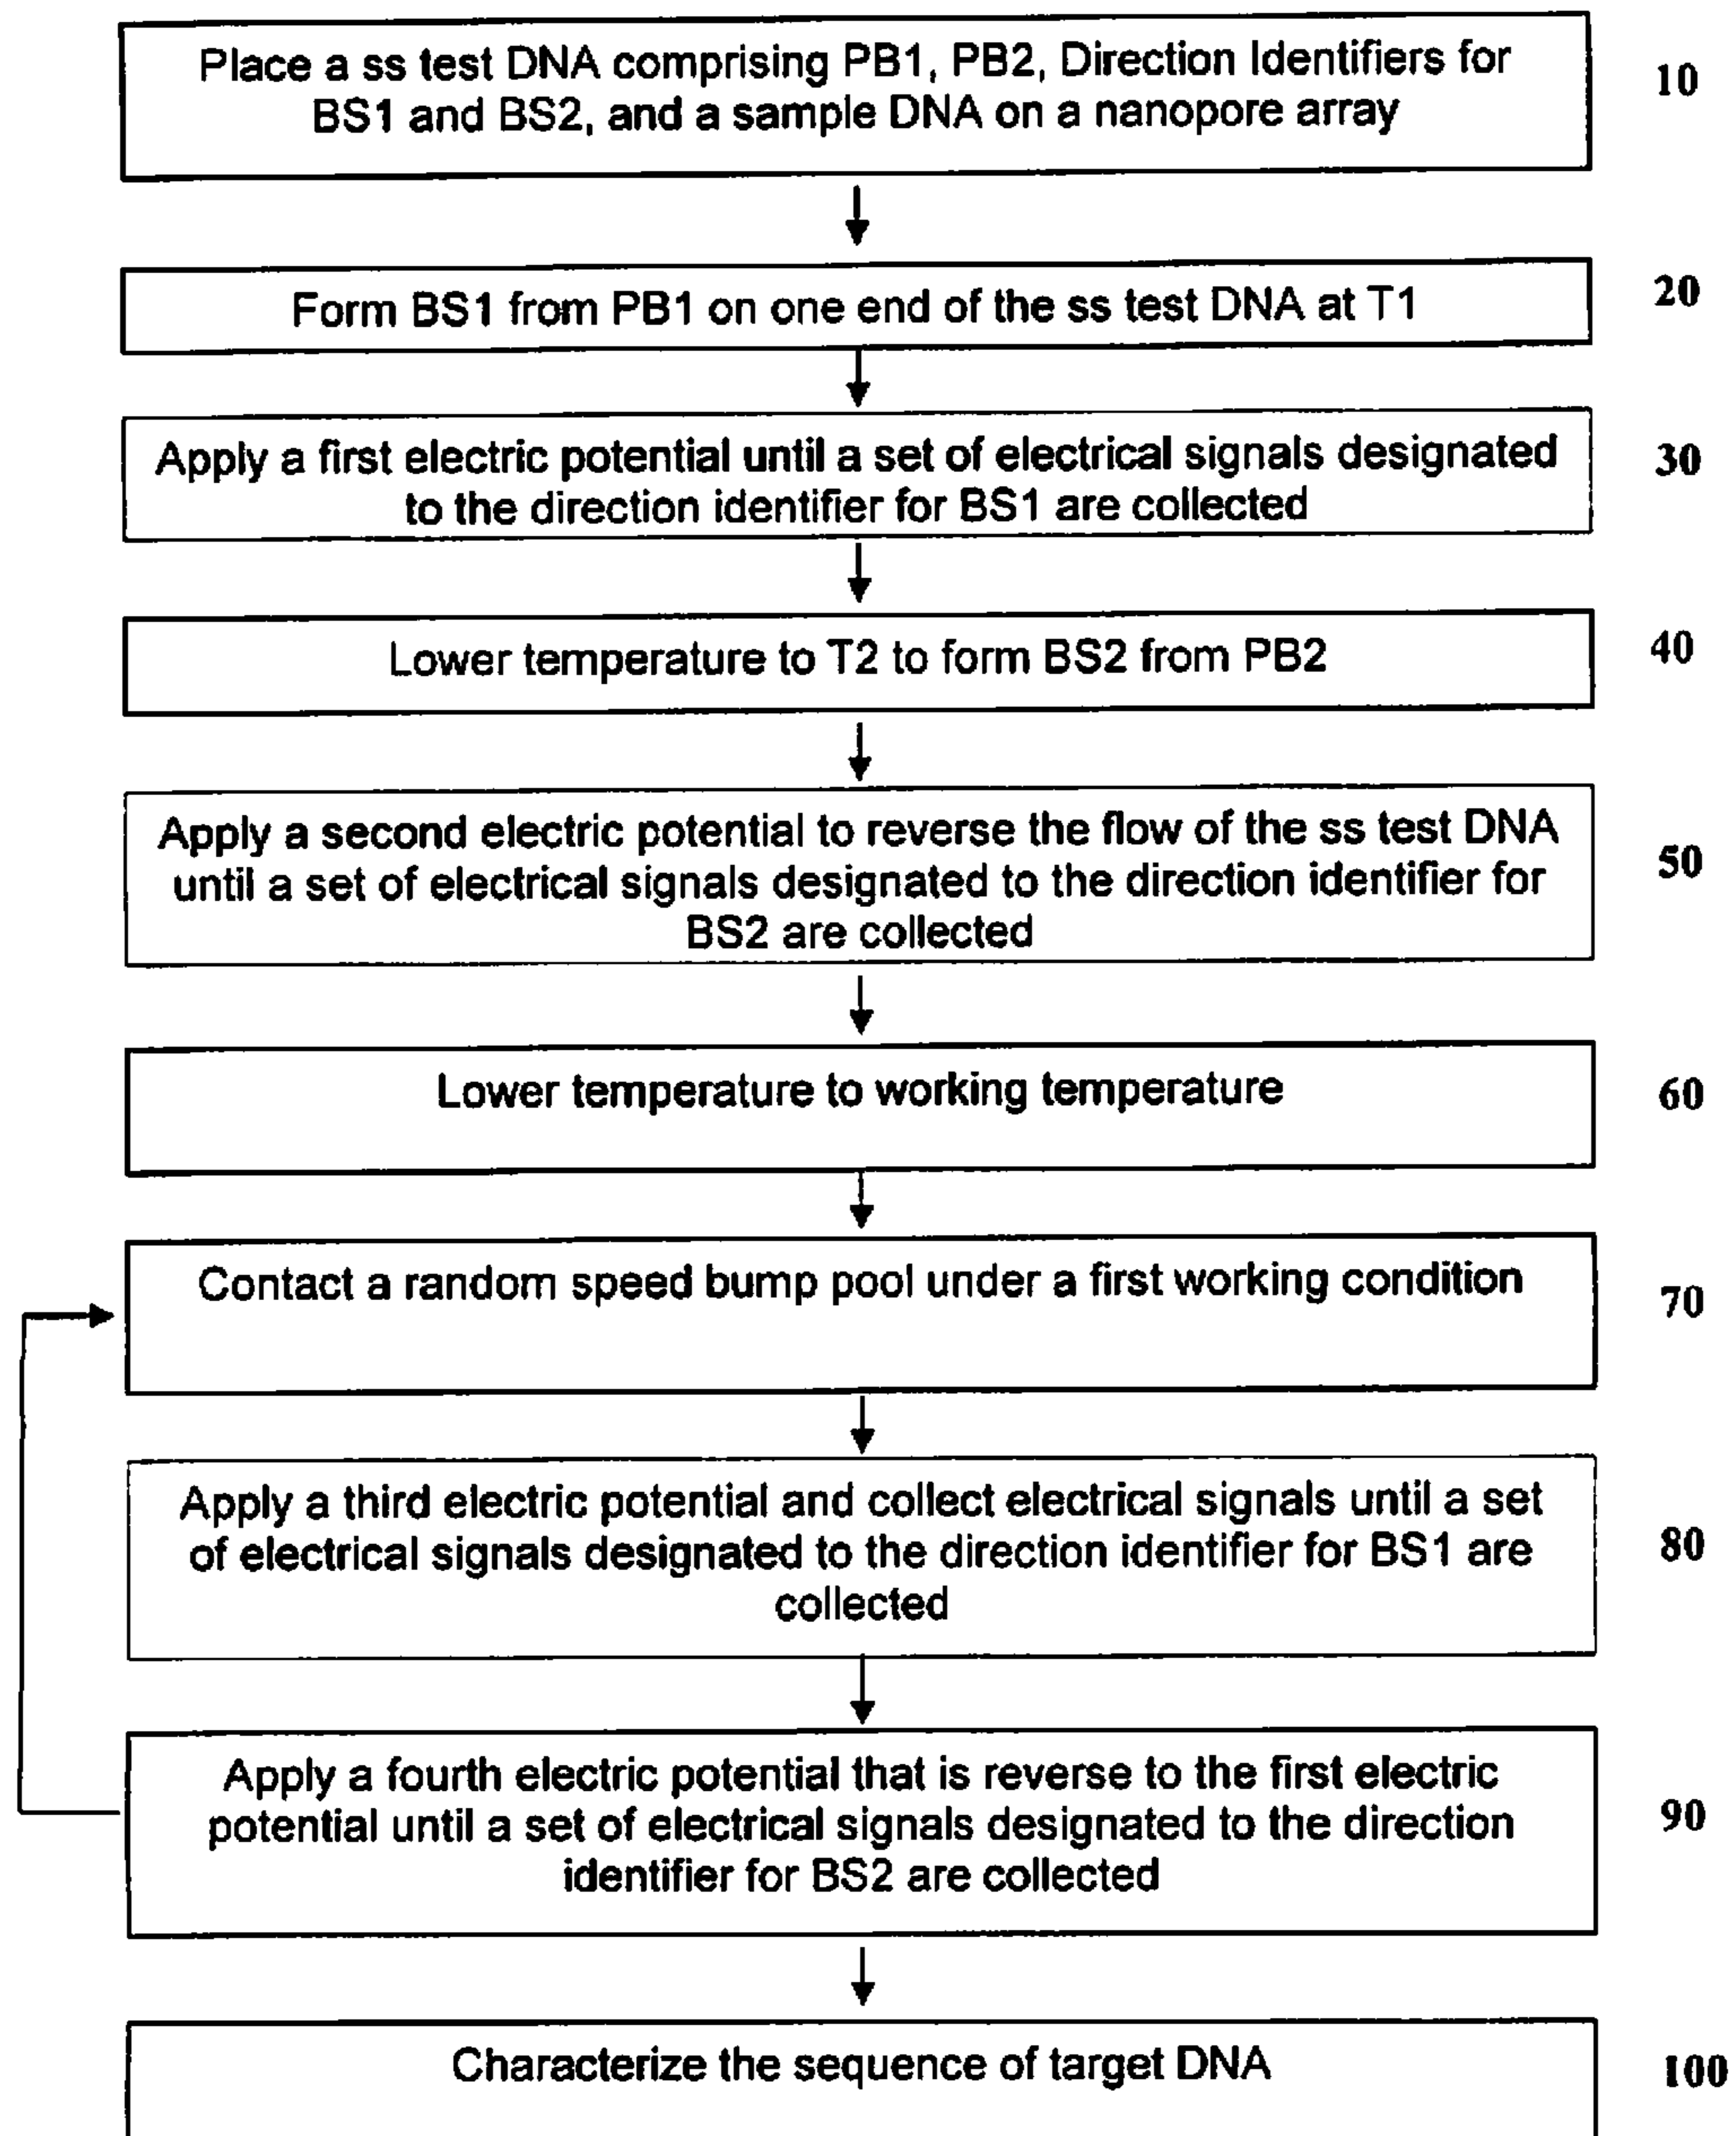 Place a ss test DNA comprising PB1, PB2, Direction Identifiers for
BS1 and BS2, and a sample DNA on a nanopore array
10
Form BS1 from PB1 on one end of the ss test DNA at T1
20
Apply a first electric potential until a set of electrical signals designated
to the direction identifier for BS1 are collected
30
Lower temperature to T2 to form BS2 from PB2
40
Apply a second electric potential to reverse the flow of the ss test DNA
until a set of electrical signals designated to the direction identifier for
BS2 are collected
50
Lower temperature to working temperature
60
Contact a random speed bump pool under a first working condition
70
Apply a third electric potential and collect electrical signals until a set
of electrical signals designated to the direction identifier for BS1 are
collected
80
Apply a fourth electric potential that is reverse to the first electric
potential until a set of electrical signals designated to the direction
identifier for BS2 are collected
90
Characterize the sequence of target DNA
100